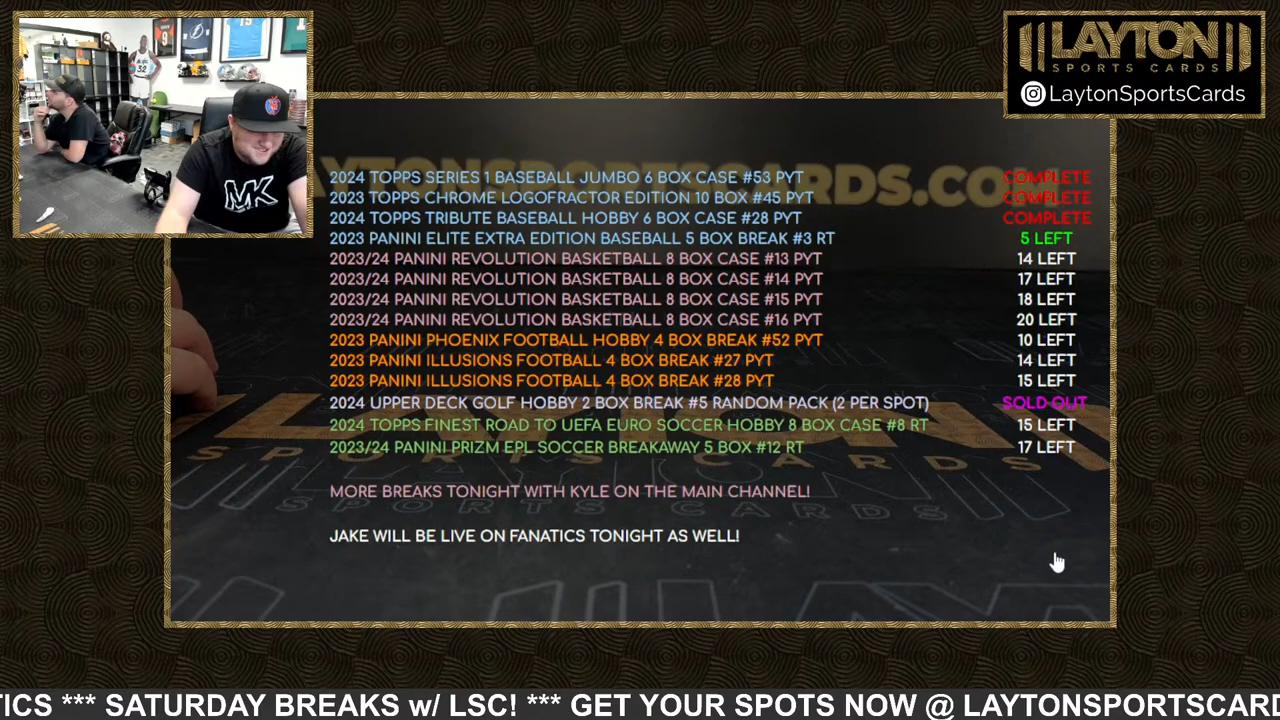 LAYTON
SPORTS CARDS
LaytonSportsCards
2024 TOPPS SERIES 1 BASEBALL JUMBO 6 BOX CASE #53 PYT COMPLETE
2023 TOPPS CHROME LOGOFRACTOR EDITION 10 BOX #45 PYT COMPLETE
2024 TOPPS TRIBUTE BASEBALL HOBBY 6 BOX CASE #28 PYT COMPLETE
2023 PANINI ELITE EXTRA EDITION BASEBALL 5 BOX BREAK #3 RT 5 LEFT
2023/24 PANINI REVOLUTION BASKETBALL 8 BOX CASE #13 PYT 14 LEFT
2023/24 PANINI REVOLUTION BASKETBALL 8 BOX CASE #14 PYT 17 LEFT
2023/24 PANINI REVOLUTION BASKETBALL 8 BOX CASE #15 PYT 18 LEFT
2023/24 PANINI REVOLUTION BASKETBALL 8 BOX CASE #16 PYT 20 LEFT
2023 PANINI PHOENIX FOOTBALL HOBBY 4 BOX BREAK #52 PYT 10 LEFT
2023 PANINI ILLUSIONS FOOTBALL 4 BOX BREAK #27 PYT 14 LEFT
2023 PANINI ILLUSIONS FOOTBALL 4 BOX BREAK #28 PYT 15 LEFT
2024 UPPER DECK GOLF HOBBY 2 BOX BREAK #5 RANDOM PACK (2 PER SPOT) SOLD OUT
2024 TOPPS FINEST ROAD TO UEFA EURO SOCCER HOBBY 8 BOX CASE #8 RT 15 LEFT
2023/24 PANINI PRIZM EPL SOCCER BREAKAWAY 5 BOX #12 RT 17 LEFT
MORE BREAKS TONIGHT WITH KYLE ON THE MAIN CHANNEL!
JAKE WILL BE LIVE ON FANATICS TONIGHT AS WELL!
TICS *** SATURDAY BREAKS w/ LSC! *** GET YOUR SPOTS NOW @ LAYTONSPORTSCARD
MK